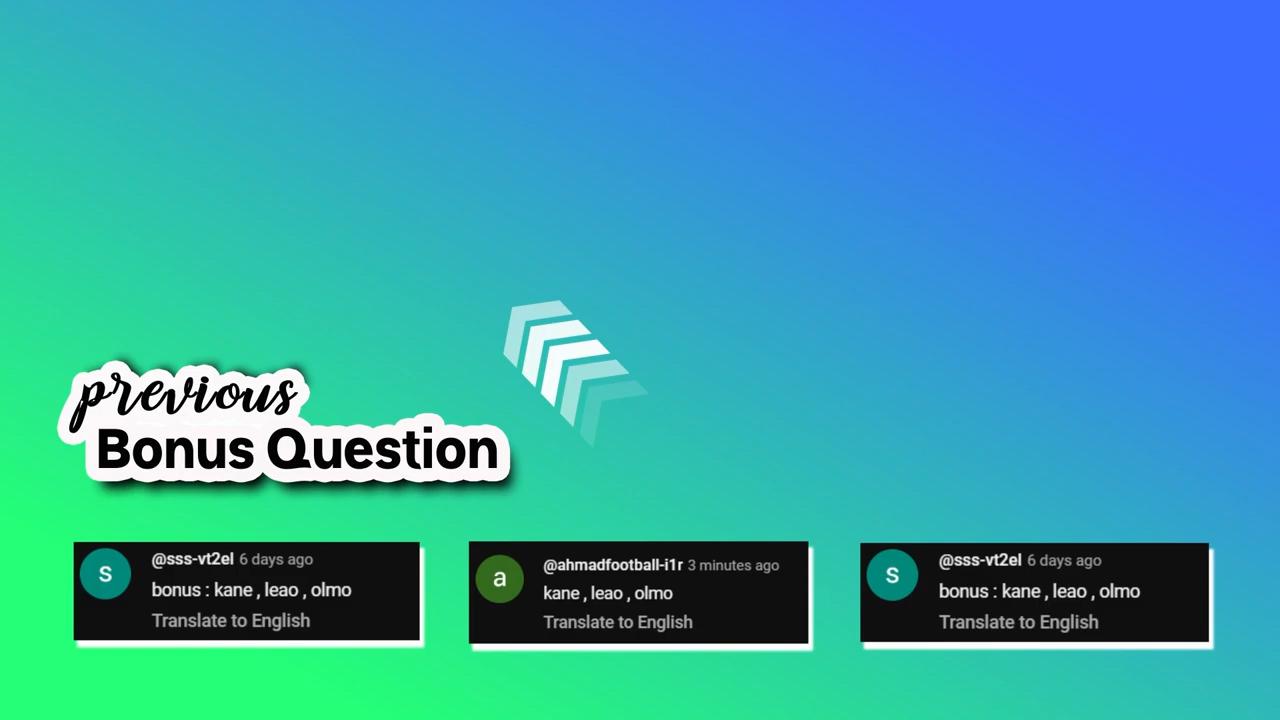 previous
Bonus Question
S
@sss-vt2el 6 days ago
bonus : kane , leao , olmo
Translate to English
a
@ahmadfootball-i1r 3 minutes ago
kane , leao , olmo
Translate to English
S
@sss-vt2el 6 days ago
bonus : kane , leao , olmo
Translate to English